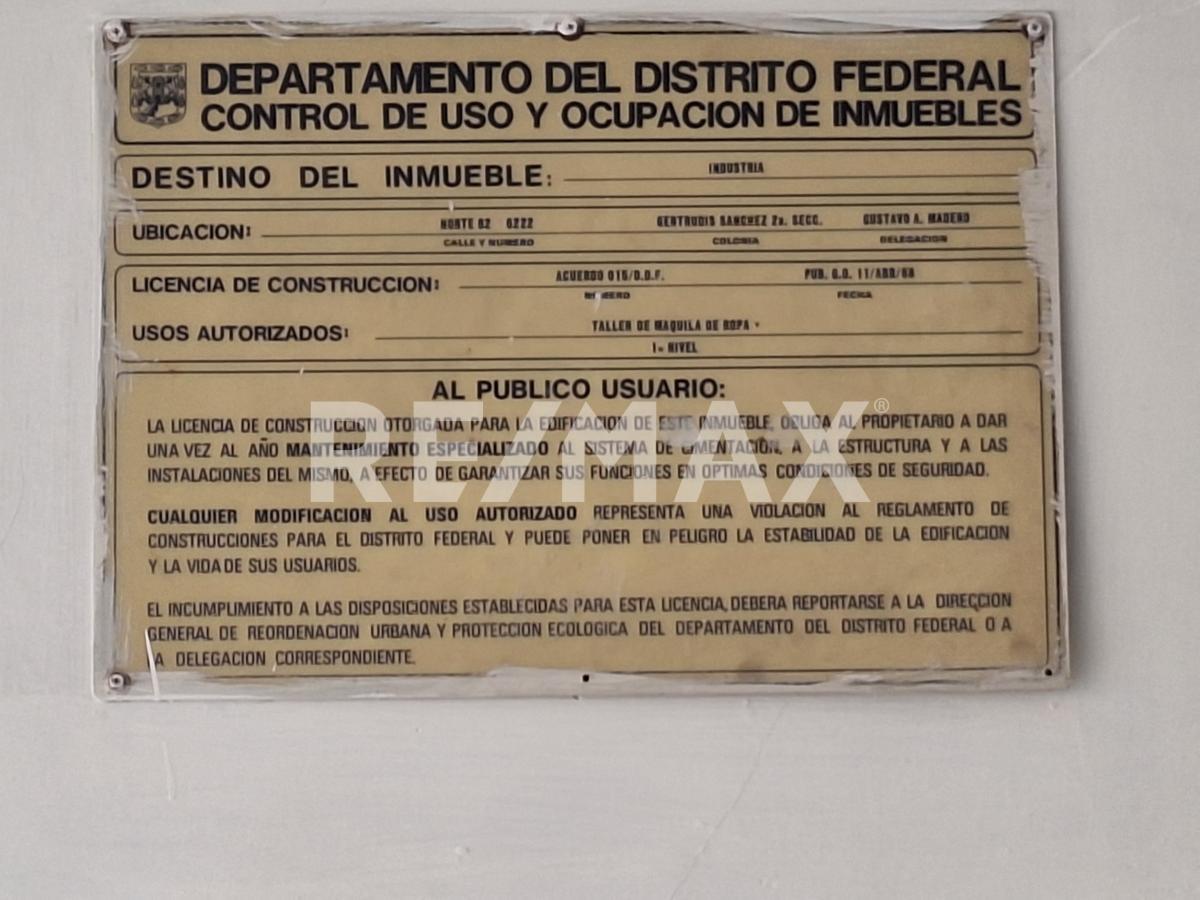 DEPARTAMENTO DEL DISTRITO FEDERAL
CONTROL DE USO Y OCUPACION DE INMUEBLES
DESTINO DEL INMUEBLE: INDUSTRIA
UBICACION: NORTE 82 6222 GERTRUDIS SANCHEZ 2a. SECC. GUSTAVO A. MADERO
CALLE Y NUMERO COLONIA DELEGACION
LICENCIA DE CONSTRUCCION: ACUERDO 015/D.D.F. PUB. G.O. 11/ABR/
NUMERO FECHA
USOS AUTORIZADOS: TALLER DE MAQUILA DE ROPA
NIVEL
AL PUBLICO USUARIO:
LA LICENCIA DE CONSTRUCCION OTORGADA PARA LA EDIFICACION DE ESTE INMUEBLE, OBLIGA AL PROPIETARIO A DAR
UNA VEZ AL AÑO MANTENIMIENTO ESPECIALIZADO AL SISTEMA DE CIMENTACION, A LA ESTRUCTURA Y A LAS
INSTALACIONES DEL MISMO, A EFECTO DE GARANTIZAR SUS FUNCIONES EN OPTIMAS CONDICIONES DE SEGURIDAD.
RE/MAX®
CUALQUIER MODIFICACION AL USO AUTORIZADO REPRESENTA UNA VIOLACION AL REGLAMENTO DE
CONSTRUCCIONES PARA EL DISTRITO FEDERAL Y PUEDE PONER EN PELIGRO LA ESTABILIDAD DE LA EDIFICACION
Y LA VIDA DE SUS USUARIOS.
EL INCUMPLIMIENTO A LAS DISPOSICIONES ESTABLECIDAS PARA ESTA LICENCIA, DEBERA REPORTARSE A LA DIRECCION
GENERAL DE REORDENACION URBANA Y PROTECCION ECOLOGICA DEL DEPARTAMENTO DEL DISTRITO FEDERAL O A
LA DELEGACION CORRESPONDIENTE.